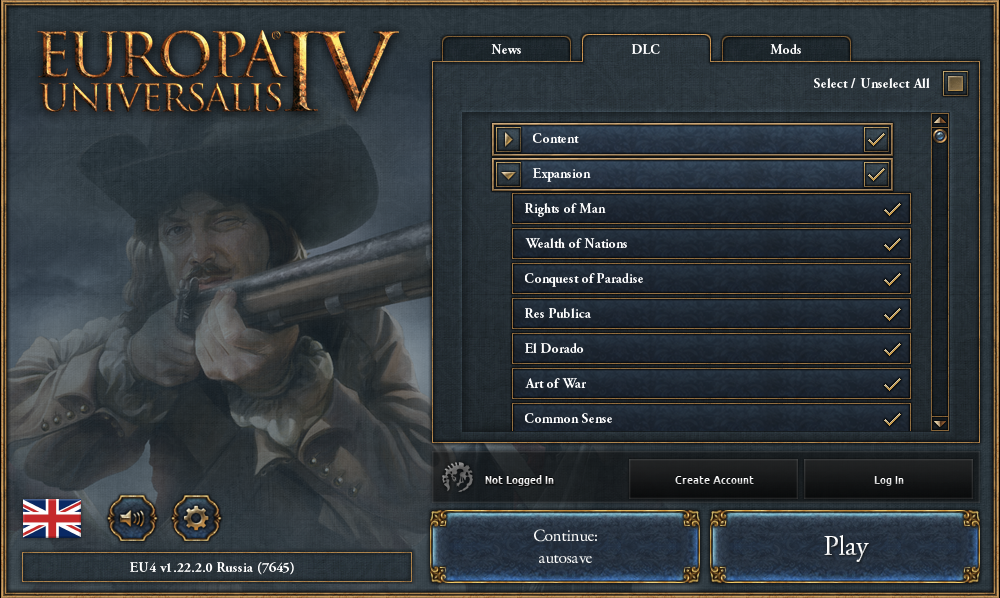 EUROPA
UNIVERSALIS IV
News
DLC
Mods
Select / Unselect All
Content
Expansion
Rights of Man
Wealth of Nations
Conquest of Paradise
Res Publica
El Dorado
Art of War
Common Sense
Not Logged In
Create Account
Log In
Continue:
autosave
Play
EU4 v1.22.2.0 Russia (7645)